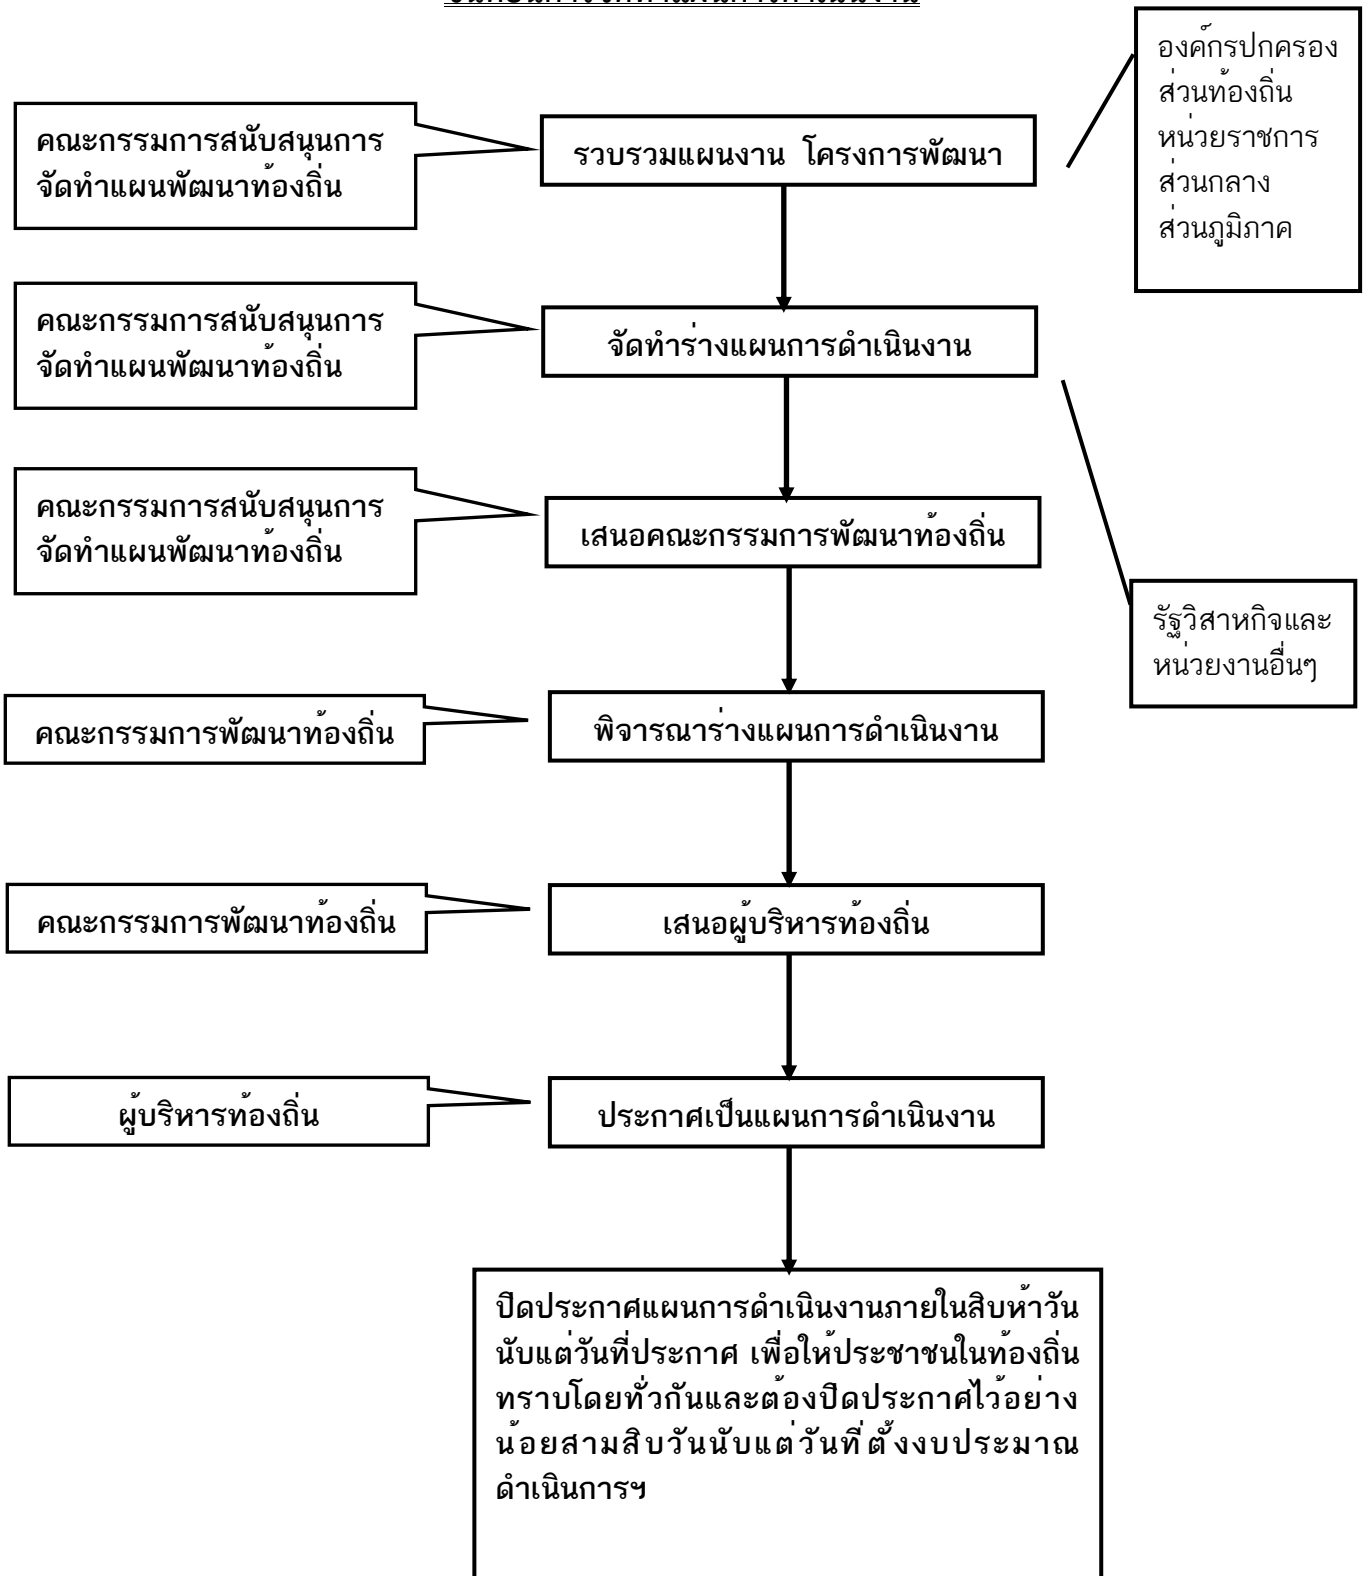 องค์กรปกครอง
ส่วนท้องถิ่น
หน่วยราชการ
ส่วนกลาง
ส่วนภูมิภาค
คณะกรรมการสนับสนุนการ
จัดทำแผนพัฒนาท้องถิ่น
รวบรวมแผนงาน โครงการพัฒนา
คณะกรรมการสนับสนุนการ
จัดทำแผนพัฒนาท้องถิ่น
จัดทำร่างแผนการดำเนินงาน
คณะกรรมการสนับสนุนการ
จัดทำแผนพัฒนาท้องถิ่น
เสนอคณะกรรมการพัฒนาท้องถิ่น
รัฐวิสาหกิจและ
หน่วยงานอื่นๆ
คณะกรรมการพัฒนาท้องถิ่น
พิจารณาร่างแผนการดำเนินงาน
คณะกรรมการพัฒนาท้องถิ่น
เสนอผู้บริหารท้องถิ่น
ผู้บริหารท้องถิ่น
ประกาศเป็นแผนการดำเนินงาน
ปิดประกาศแผนการดำเนินงานภายในสิบห้าวัน
นับแต่วันที่ประกาศ เพื่อให้ประชาชนในท้องถิ่น
ทราบโดยทั่วกันและต้องปิดประกาศไว้อย่าง
น้อยสามสิบวันนับแต่วันที่ตั้งงบประมาณ
ดำเนินการฯ